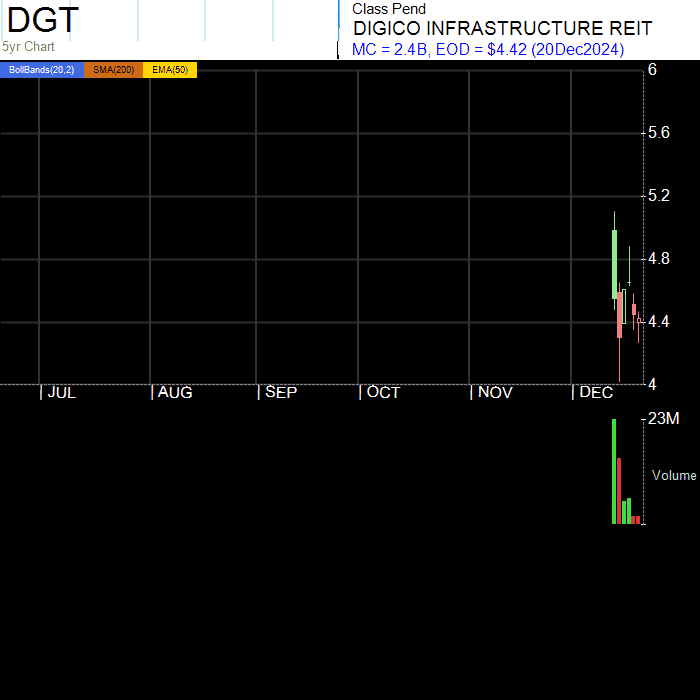 DGT
5yr Chart
Class Pend
DIGICO INFRASTRUCTURE REIT
MC = 2.4B, EOD = $4.42 (20Dec2024)
BollBands(20,2) SMA(200) EMA(50)
6
5.6
5.2
4.8
4.4
4
JUL AUG SEP OCT NOV DEC
23M
Volume